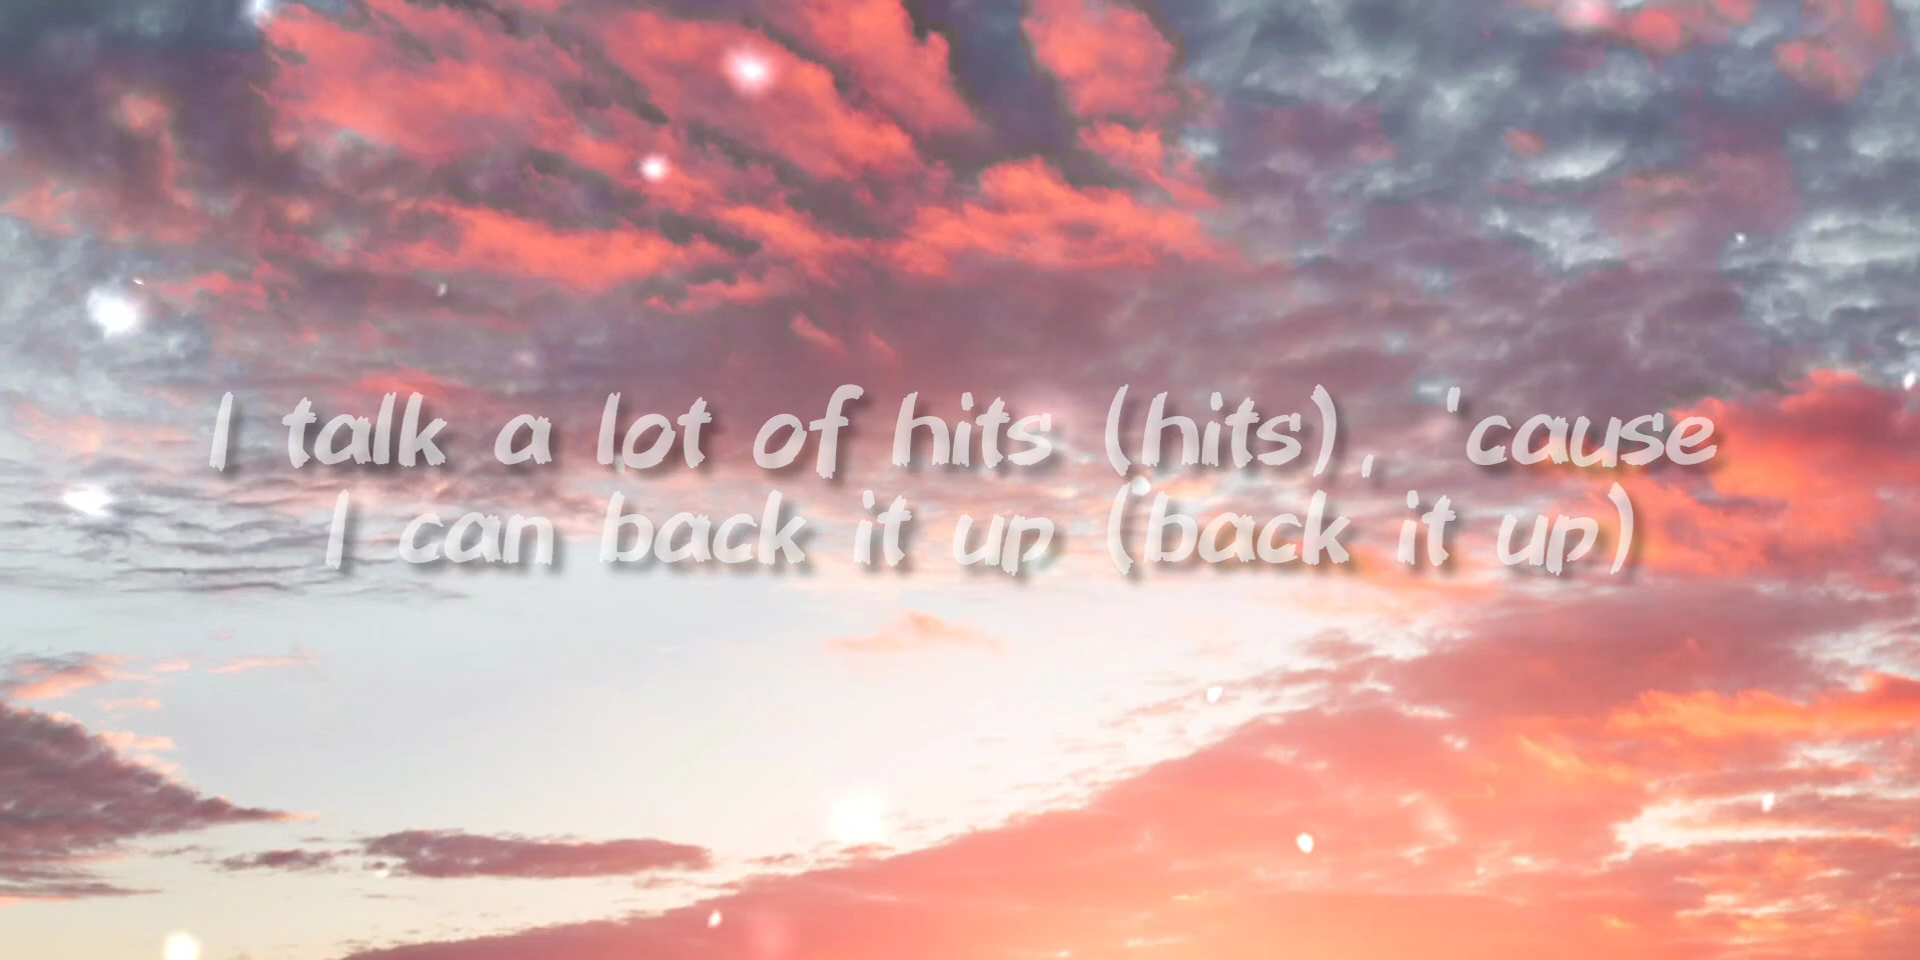 I talk a lot of hits (hits), 'cause
I can back it up (back it up)